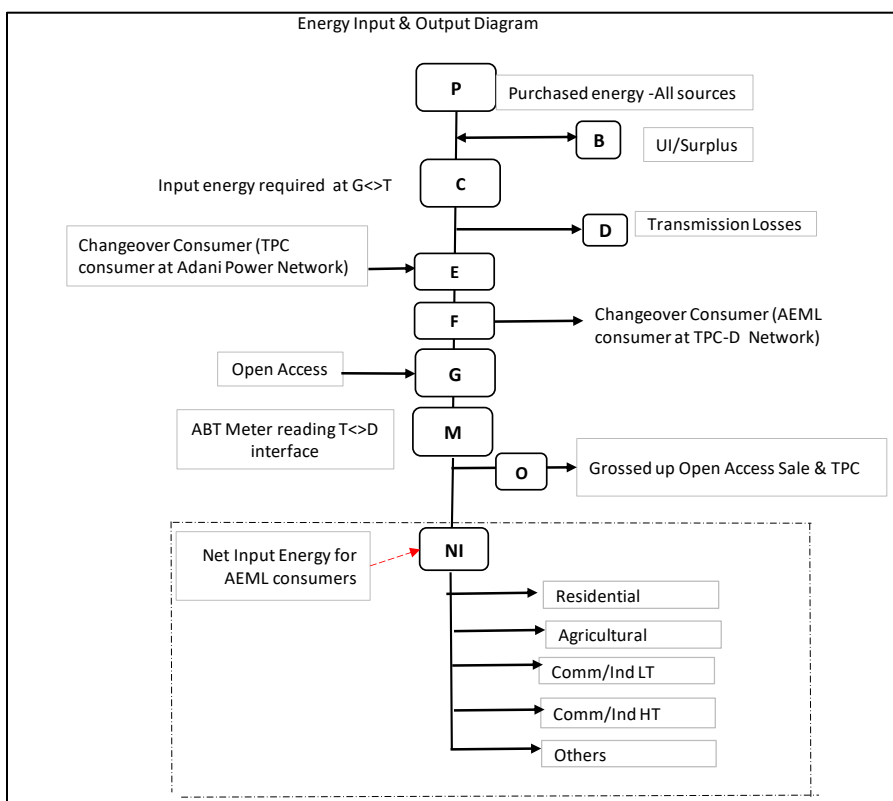 Energy Input & Output Diagram
P
Purchased energy -All sources
B
UI/Surplus
Input energy required at G<>T
C
D
Transmission Losses
Changeover Consumer (TPC
consumer at Adani Power Network)
E
F
Changeover Consumer (AEML
consumer at TPC-D Network)
Open Access
G
ABT Meter reading T<>D
interface
M
O
Grossed up Open Access Sale & TPC
Net Input Energy for
AEML consumers
NI
Residential
Agricultural
Comm/Ind LT
Comm/Ind HT
Others